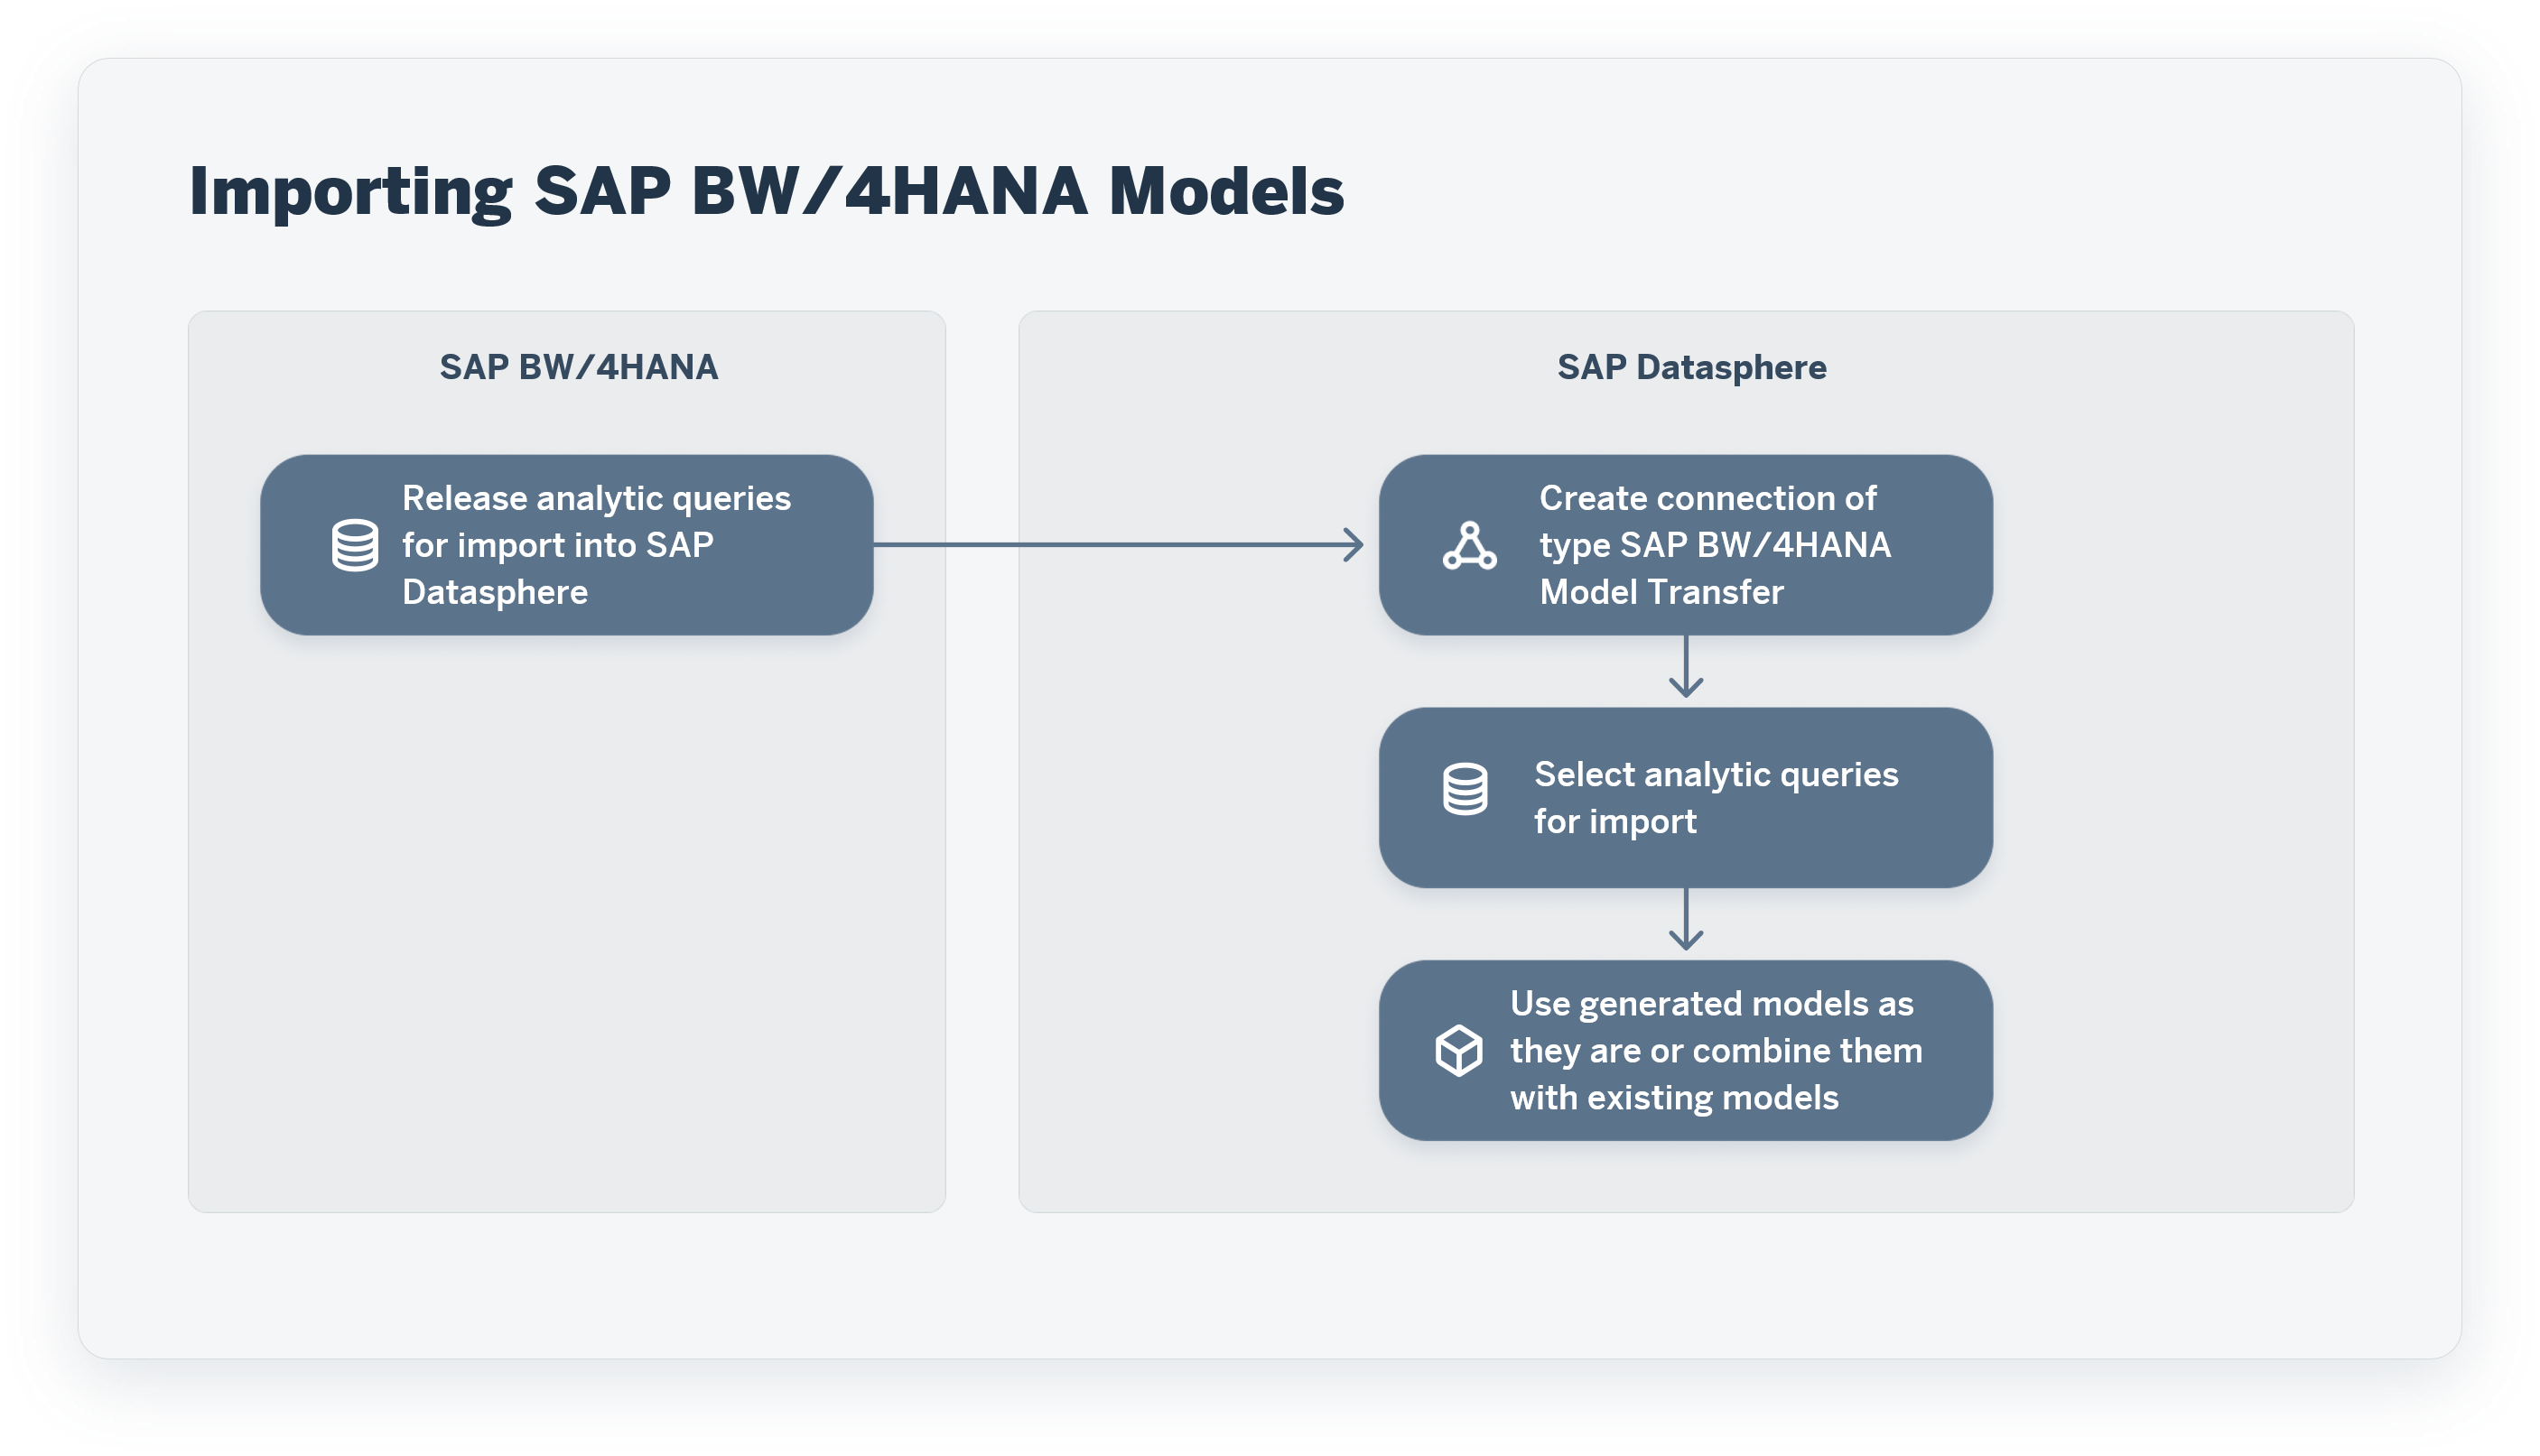 Importing SAP BW/4HANA Models
SAP BW/4HANA
Release analytic queries
for import into SAP
Datasphere
SAP Datasphere
Create connection of
type SAP BW/4HANA
Model Transfer
Select analytic queries
for import
Use generated models as
they are or combine them
with existing models